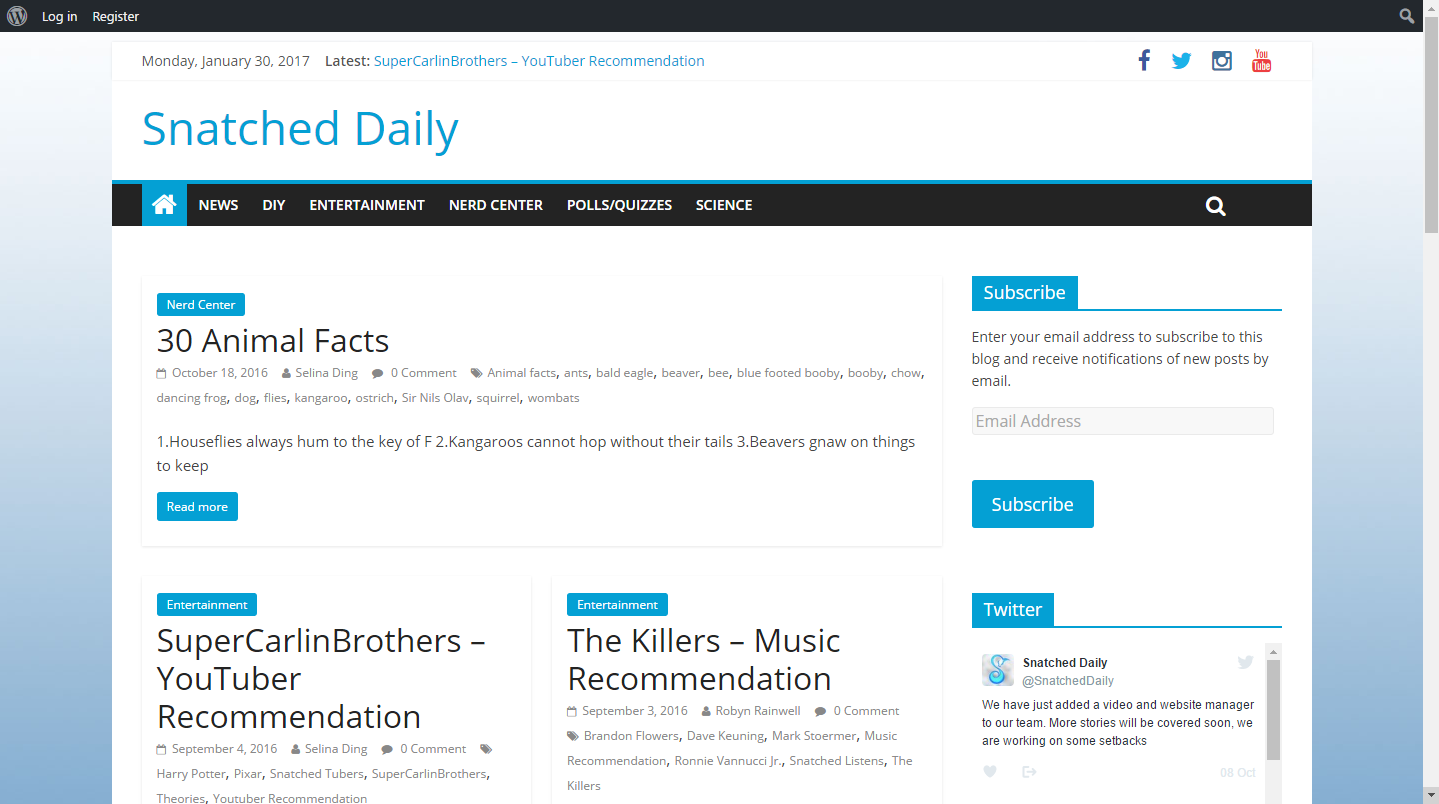 Log in Register
Monday, January 30, 2017 Latest: SuperCarlinBrothers – YouTuber Recommendation
You
Tube
Snatched Daily
NEWS DIY ENTERTAINMENT NERD CENTER POLLS/QUIZZES SCIENCE
Nerd Center
30 Animal Facts
October 18, 2016 Selina Ding 0 Comment Animal facts, ants, bald eagle, beaver, bee, blue footed booby, booby, chow,
dancing frog, dog, flies, kangaroo, ostrich, Sir Nils Olav, squirrel, wombats
1.Houseflies always hum to the key of F 2.Kangaroos cannot hop without their tails 3.Beavers gnaw on things
to keep
Read more
Entertainment
SuperCarlinBrothers –
YouTuber
Recommendation
September 4, 2016 Selina Ding 0 Comment
Harry Potter, Pixar, Snatched Tubers, SuperCarlinBrothers,
Theories, Youtuber Recommendation
Entertainment
The Killers – Music
Recommendation
September 3, 2016 Robyn Rainwell 0 Comment
Brandon Flowers, Dave Keuning, Mark Stoermer, Music
Recommendation, Ronnie Vannucci Jr., Snatched Listens, The
Killers
Subscribe
Enter your email address to subscribe to this
blog and receive notifications of new posts by
email.
Email Address
Subscribe
Twitter
Snatched Daily
@SnatchedDaily
We have just added a video and website manager
to our team. More stories will be covered soon, we
are working on some setbacks
08 Oct